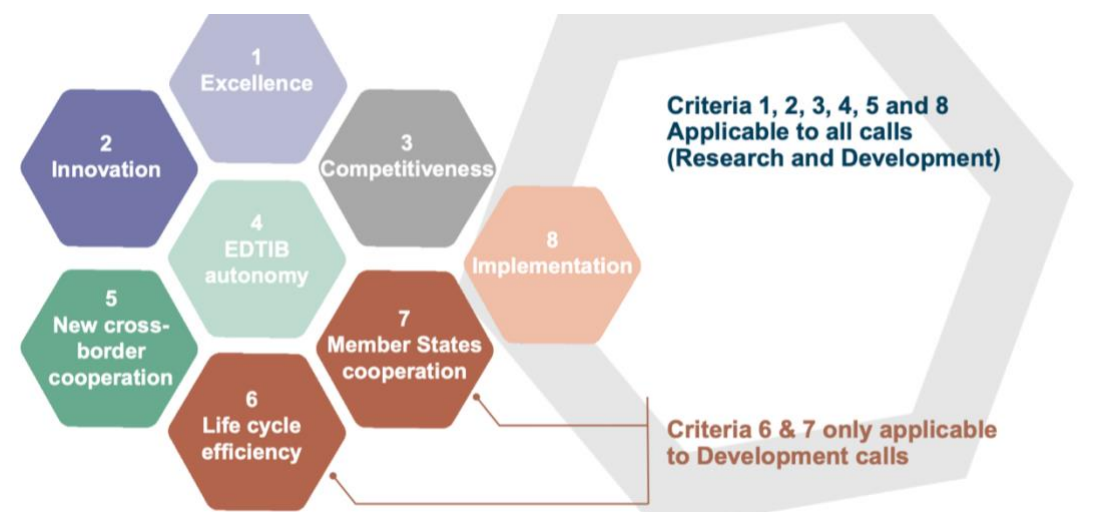 1
Excellence
2
Innovation
3
Competitiveness
4
EDTIB
autonomy
5
New cross-
border
cooperation
6
Life cycle
efficiency
7
Member States
cooperation
8
Implementation
Criteria 1, 2, 3, 4, 5 and 8
Applicable to all calls
(Research and Development)
Criteria 6 & 7 only applicable
to Development calls